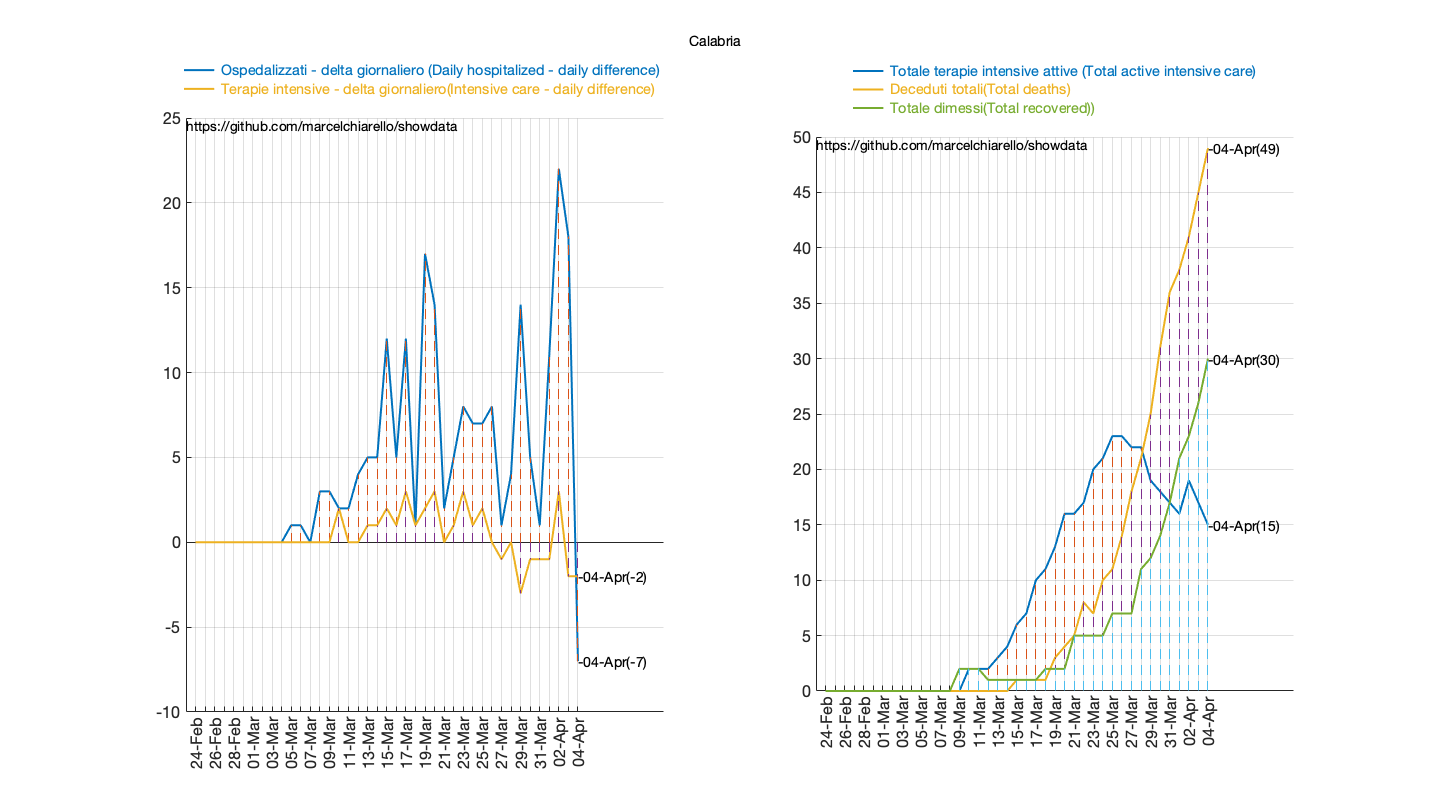 Calabria
Ospedalizzati - delta giornaliero (Daily hospitalized - daily difference)
Terapie intensive - delta giornaliero(Intensive care - daily difference)
https://github.com/marcelchiarello/showdata
25
20
15
10
5
0
-5
-10
-04-Apr(-2)
-04-Apr(-7)
24-Feb
26-Feb
28-Feb
01-Mar
03-Mar
05-Mar
07-Mar
09-Mar
11-Mar
13-Mar
15-Mar
17-Mar
19-Mar
21-Mar
23-Mar
25-Mar
27-Mar
29-Mar
31-Mar
02-Apr
04-Apr
Totale terapie intensive attive (Total active intensive care)
Deceduti totali(Total deaths)
Totale dimessi(Total recovered))
https://github.com/marcelchiarello/showdata
50
45
40
35
30
25
20
15
10
5
0
-04-Apr(49)
-04-Apr(30)
-04-Apr(15)
24-Feb
26-Feb
28-Feb
01-Mar
03-Mar
05-Mar
07-Mar
09-Mar
11-Mar
13-Mar
15-Mar
17-Mar
19-Mar
21-Mar
23-Mar
25-Mar
27-Mar
29-Mar
31-Mar
02-Apr
04-Apr